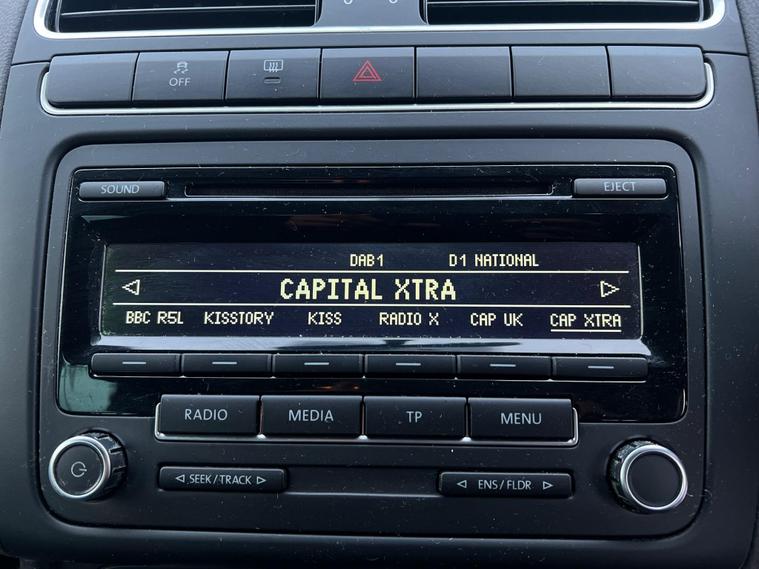 OFF
SOUND EJECT
DAB1 D1 NATIONAL
CAPITAL XTRA
BBC R5L KISSTORY KISS RADIO X CAP UK CAP XTRA
RADIO MEDIA TP MENU
SEEK/TRACK ENS/FLDR